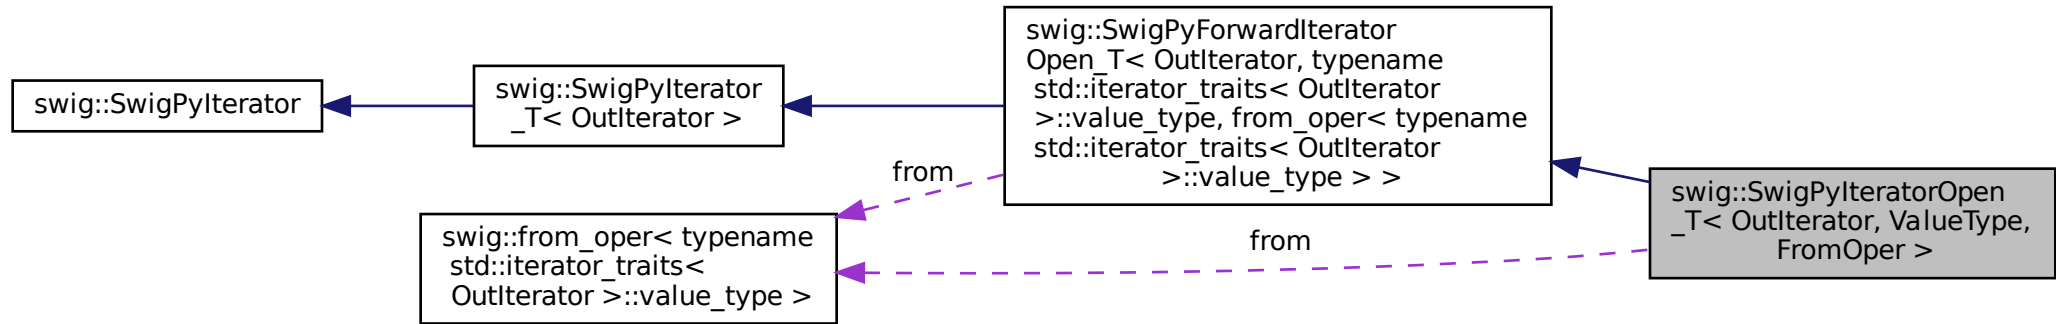 swig::SwigPyIterator
swig::SwigPyIterator
_T< OutIterator >
swig::SwigPyForwardIterator
Open_T< OutIterator, typename
std::iterator_traits< OutIterator
>::value_type, from_oper< typename
std::iterator_traits< OutIterator
>::value_type > >
from
swig::from_oper< typename
std::iterator_traits<
OutIterator >::value_type >
from
swig::SwigPyIteratorOpen
_T< OutIterator, ValueType,
FromOper >